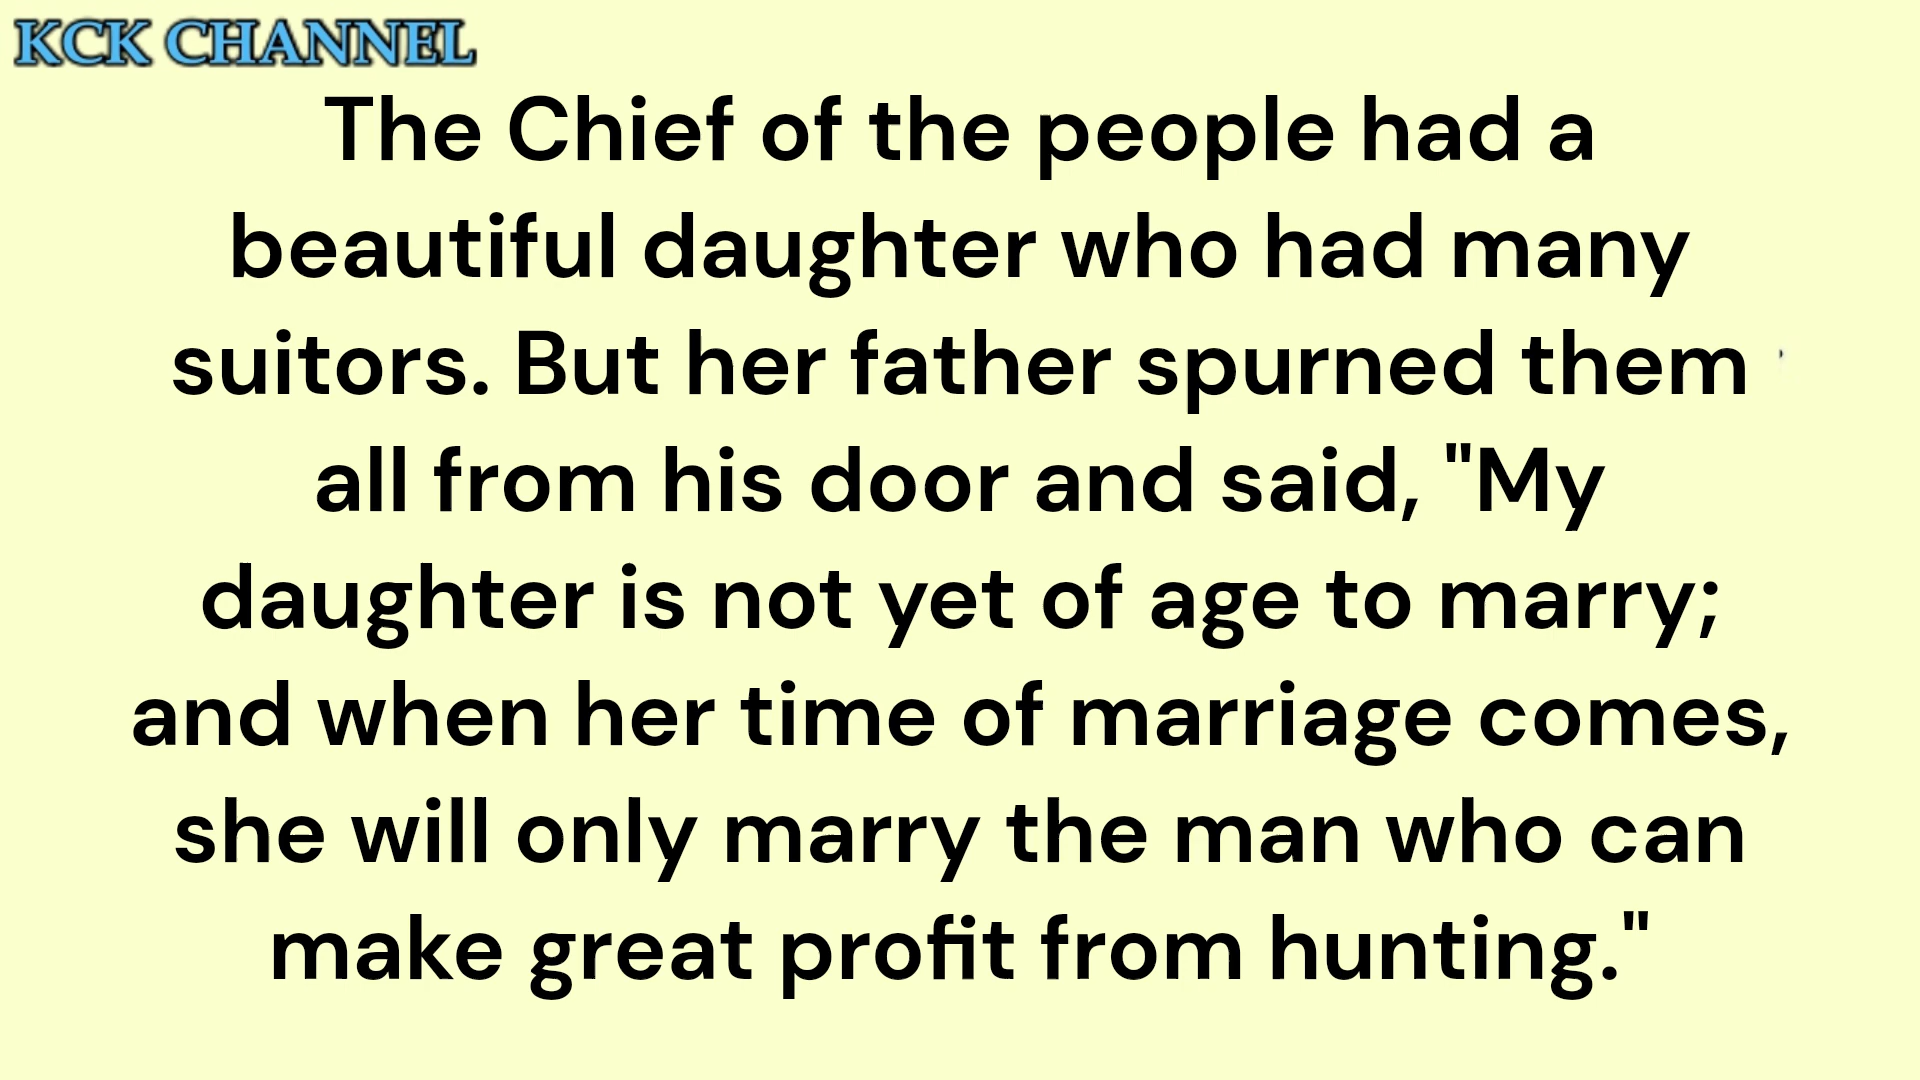 KCK CHANNEL
The Chief of the people had a
beautiful daughter who had many
suitors. But her father spurned them
all from his door and said, "My
daughter is not yet of age to marry;
and when her time of marriage comes,
she will only marry the man who can
make great profit from hunting."